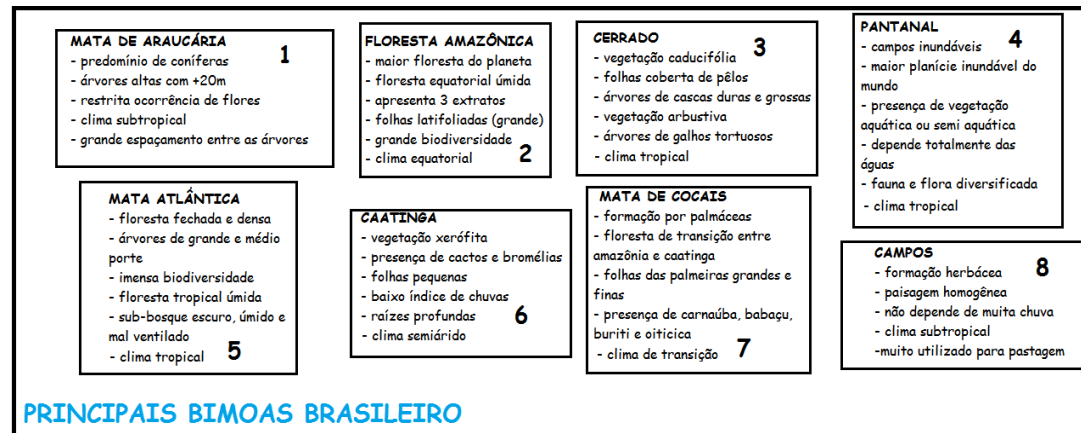 MATA DE ARAUCÁRIA
1
- predomínio de coníferas
- árvores altas com +20m
- restrita ocorrência de flores
- clima subtropical
- grande espaçamento entre as árvores
FLORESTA AMAZÔNICA
- maior floresta do planeta
- floresta equatorial úmida
- apresenta 3 extratos
- folhas latifoliadas (grande)
- grande biodiversidade
- clima equatorial 2
CERRADO
3
- vegetação caducifólia
- folhas coberta de pêlos
- árvores de cascas duras e grossas
- vegetação arbustiva
- árvores de galhos tortuosos
- clima tropical
PANTANAL
4
- campos inundáveis
- maior planície inundável do
mundo
- presença de vegetação
aquática ou semi aquática
- depende totalmente das
águas
- fauna e flora diversificada
- clima tropical
MATA ATLÂNTICA
- floresta fechada e densa
- árvores de grande e médio
porte
- imensa biodiversidade
- floresta tropical úmida
- sub-bosque escuro, úmido e
mal ventilado
- clima tropical 5
CAATINGA
- vegetação xerófita
- presença de cactos e bromélias
- folhas pequenas
- baixo índice de chuvas
- raízes profundas 6
- clima semiárido
MATA DE COCAIS
- formação por palmáceas
- floresta de transição entre
amazônia e caatinga
- folhas das palmeiras grandes e
finas
- presença de carnaúba, babaçu,
buriti e oiticica
- clima de transição 7
CAMPOS
- formação herbácea 8
- paisagem homogênea
- não depende de muita chuva
- clima subtropical
-muito utilizado para pastagem
PRINCIPAIS BIMOAS BRASILEIRO